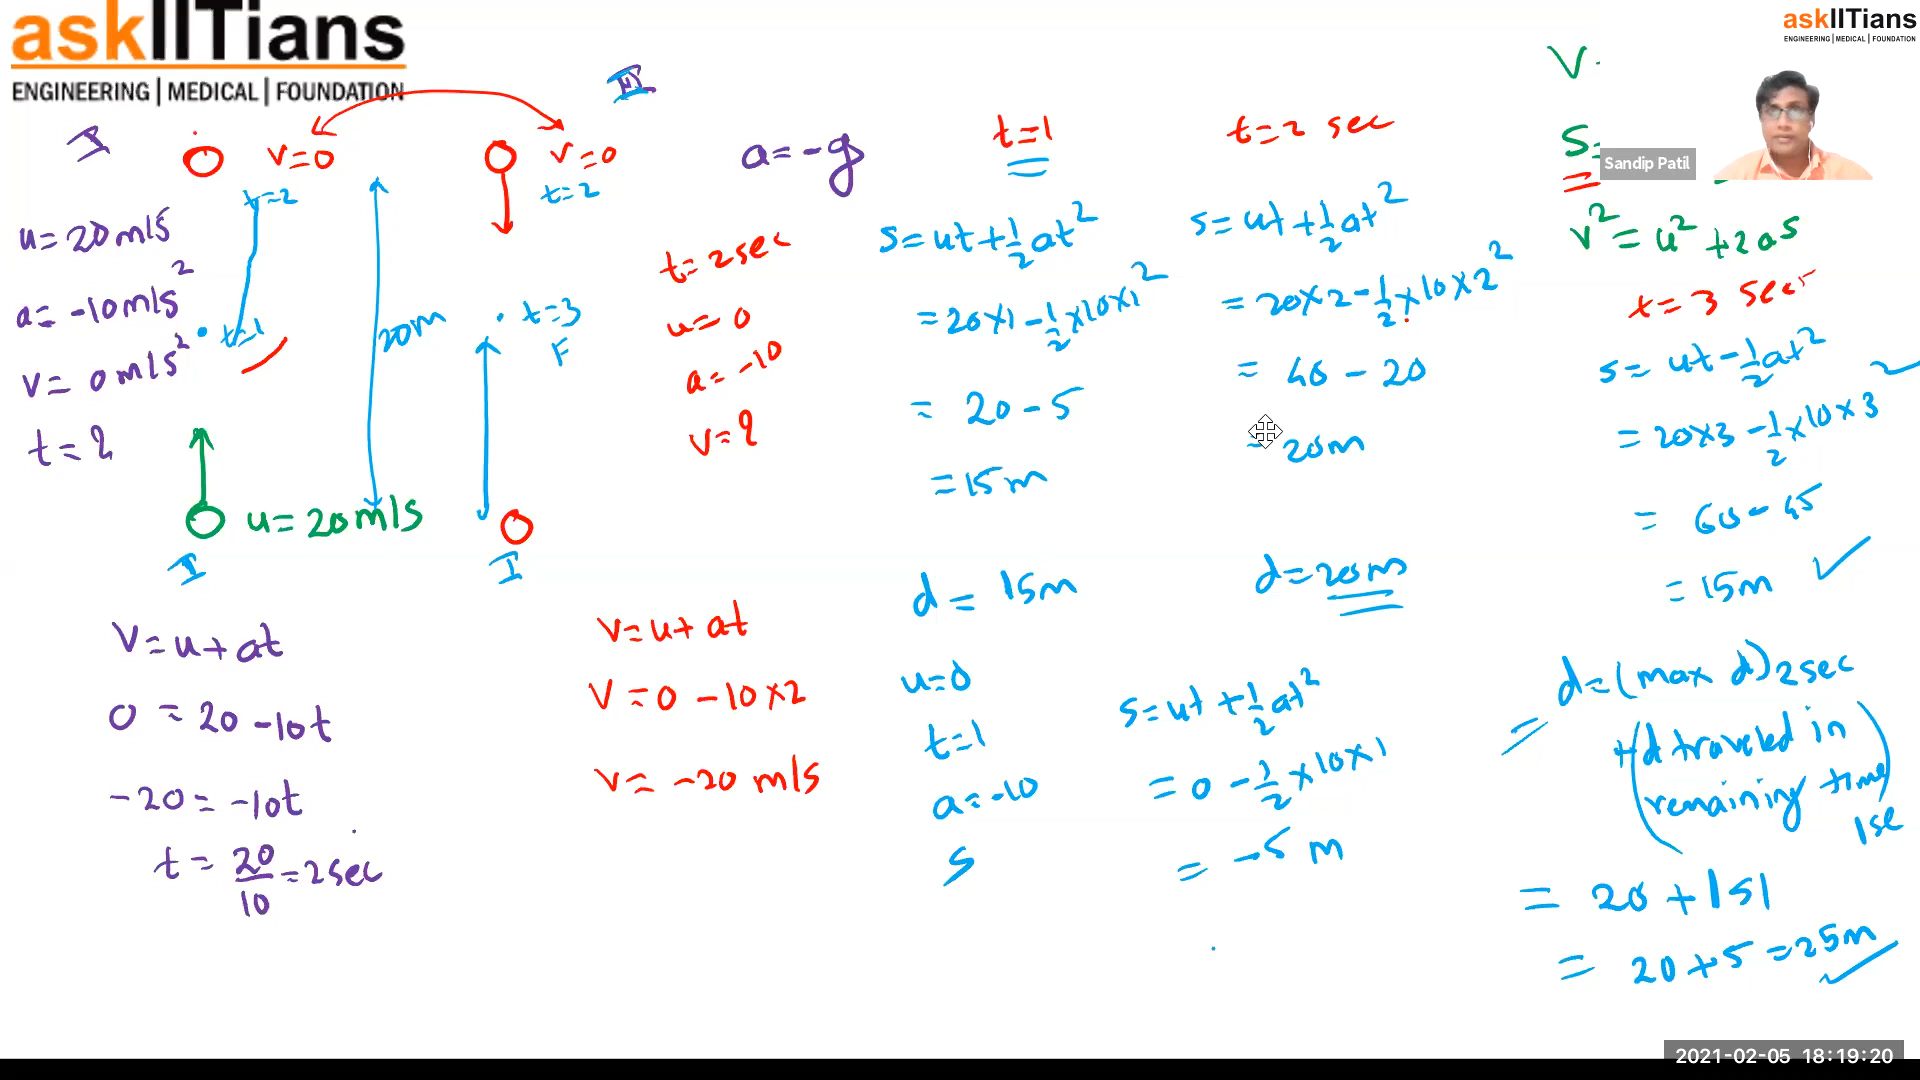 askIITians
ENGINEERING | MEDICAL | FOUNDATION
askIITians
ENGINEERING | MEDICAL | FOUNDATION
Sandip Patil
I
II
v=0
t=2
v=0
t=2
u=20m/s
a=-10m/s²
v=0m/s²
t=?
t=1
20m
t=3
F
u=20m/s
I
I
v=u+at
0=20-10t
-20=-10t
t=20/10=2sec
a=-g
t=2sec
u=0
a=-10
v=?
v=u+at
v=0-10×2
v=-20 m/s
t=1
s=ut+1/2at²
=20×1-1/2×10×1²
=20-5
=15m
d=15m
u=0
t=1
a=-10
s
t=2 sec
s=ut+1/2at²
=20×2-1/2×10×2²
=40-20
=20m
d=20m
s=ut+1/2at²
=0-1/2×10×1
=-5 m
V
S=
v²=u²+2as
t=3 sec
s=ut-1/2at²
=20×3-1/2×10×3
=60-45
=15m
d=(max d)2sec
+(d traveled in
remaining time)
1se
=20+|5|
=20+5=25m
2021-02-05 18:19:20